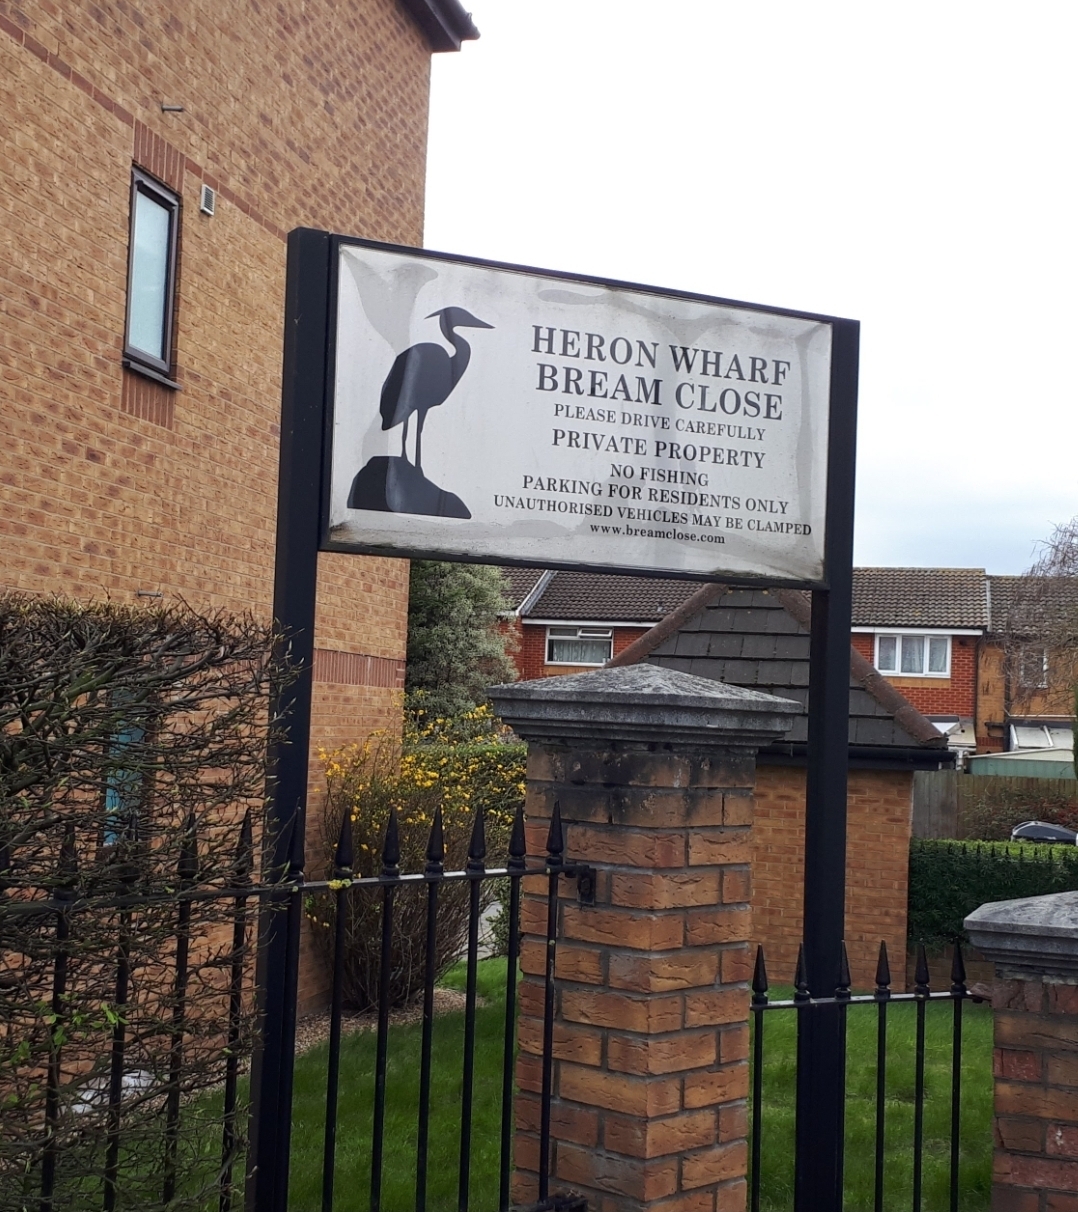 HERON WHARF
BREAM CLOSE
PLEASE DRIVE CAREFULLY
PRIVATE PROPERTY
NO FISHING
PARKING FOR RESIDENTS ONLY
UNAUTHORISED VEHICLES MAY BE CLAMPED
www.breamclose.com